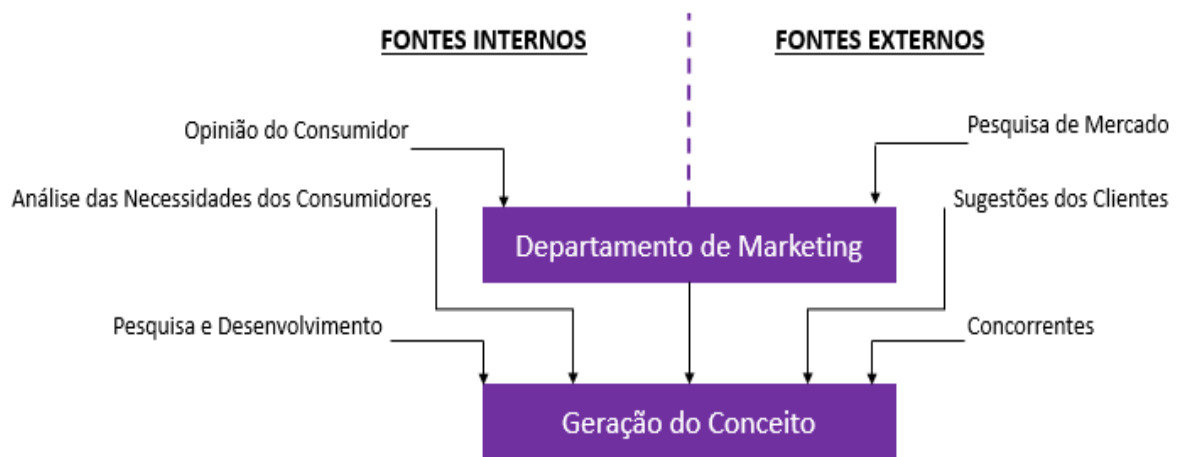 FONTES INTERNOS
FONTES EXTERNOS
Opinião do Consumidor
Pesquisa de Mercado
Análise das Necessidades dos Consumidores
Sugestões dos Clientes
Departamento de Marketing
Pesquisa e Desenvolvimento
Concorrentes
Geração do Conceito